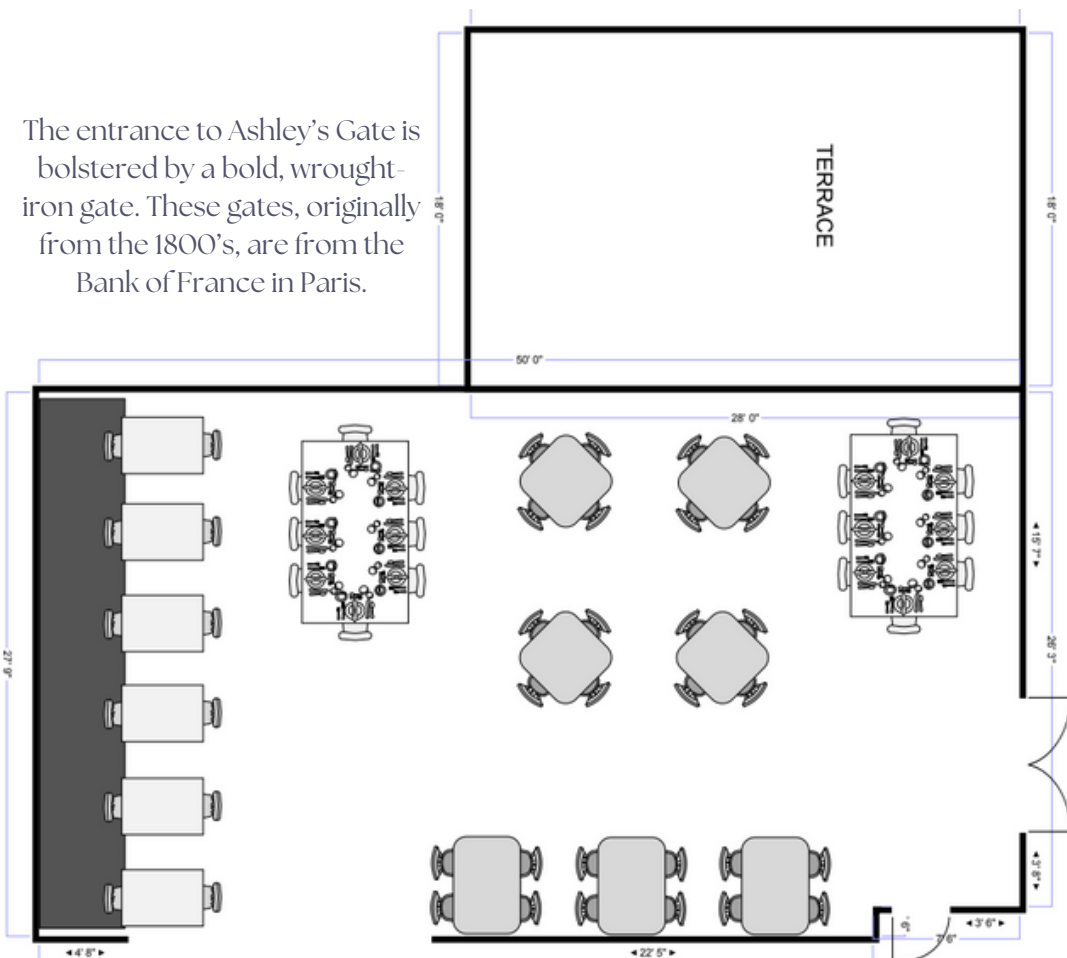 The entrance to Ashley's Gate is
bolstered by a bold, wrought-
iron gate. These gates, originally
from the 1800's, are from the
Bank of France in Paris.
TERRACE
18' 0"
18' 0"
50' 0"
28' 0"
15' 7"
26' 3"
27' 9"
3' 8"
3' 6"
7' 6"
4' 8"
22' 5"